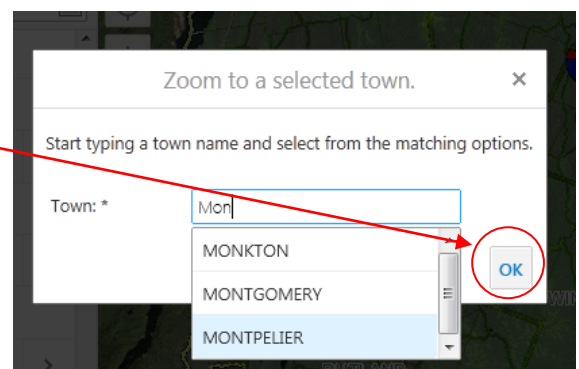 Zoom to a selected town.
Start typing a town name and select from the matching options.
Town: *
Mon
MONKTON
MONTGOMERY
MONTPELIER
OK